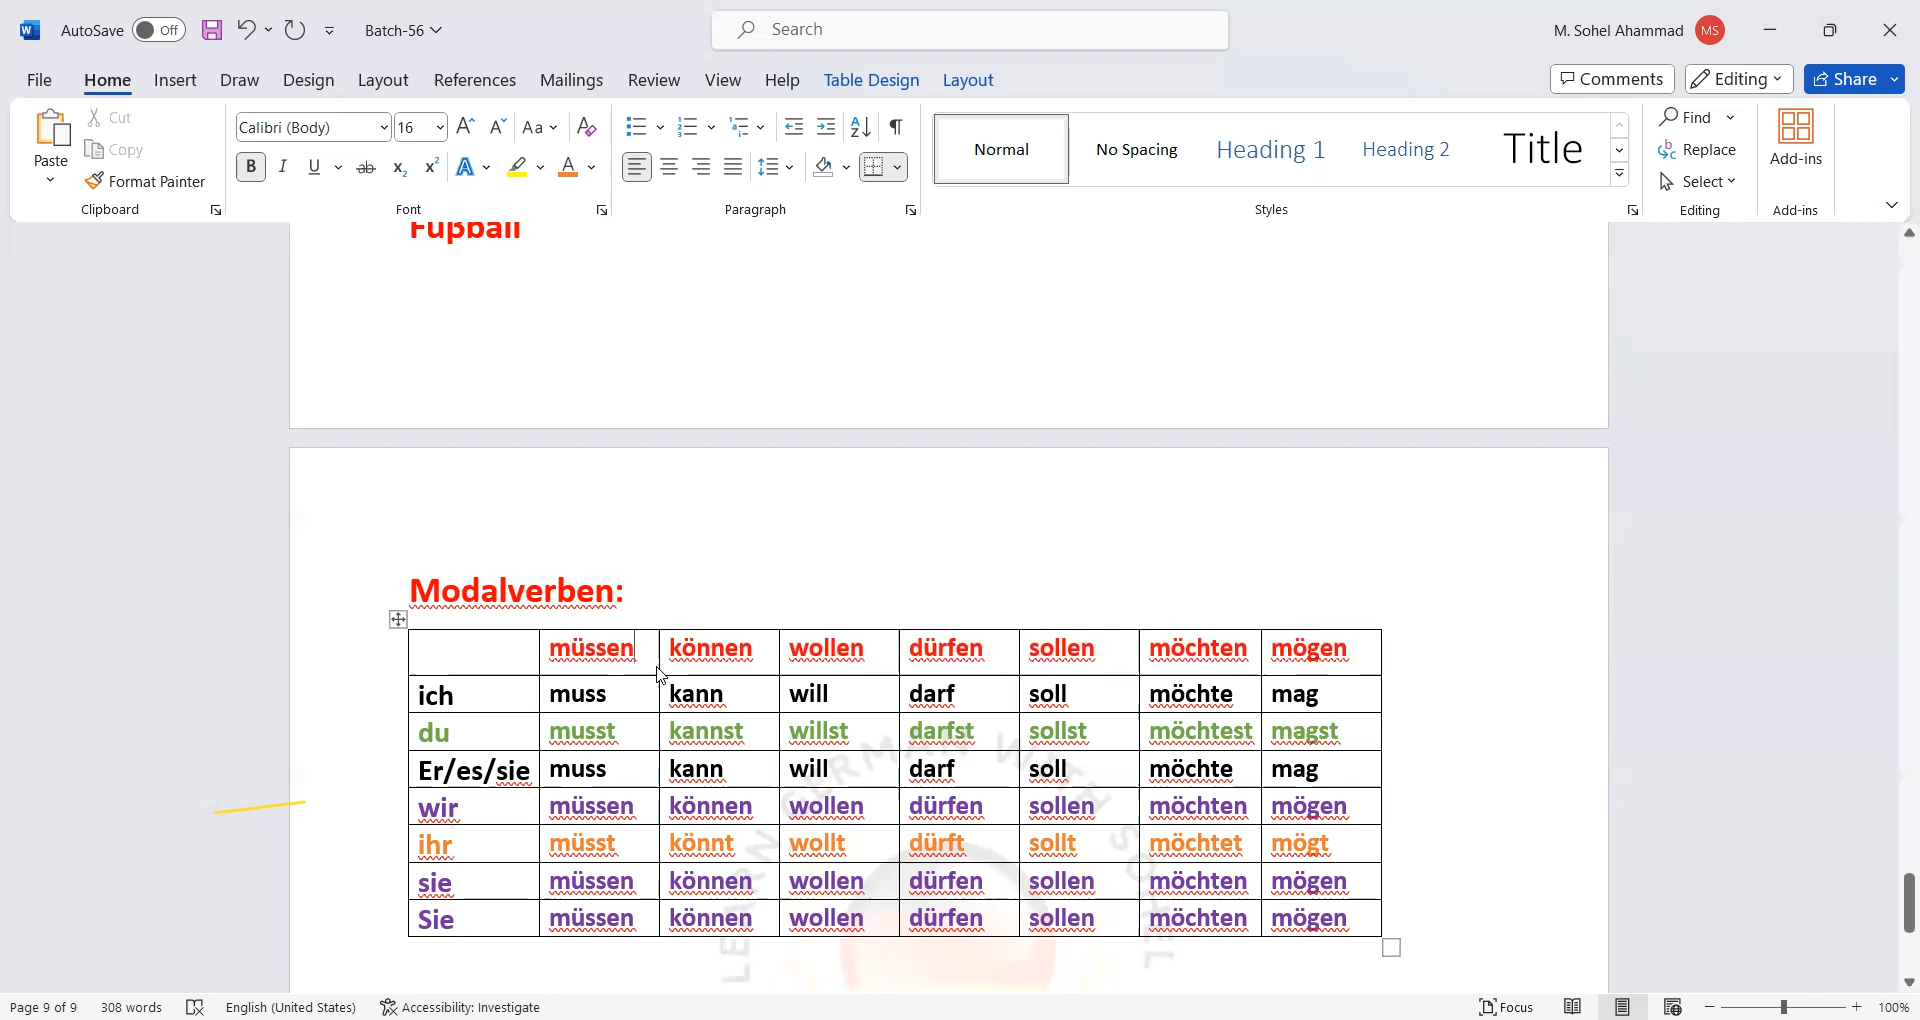 AutoSave Off Batch-56 Search M. Sohel Ahammad MS
File Home Insert Draw Design Layout References Mailings Review View Help Table Design Layout Comments Editing Share
Paste Cut Copy Format Painter Clipboard
Calibri (Body) 16 Aa Font
Paragraph
Normal No Spacing Heading 1 Heading 2 Title Styles
Find Replace Select Editing
Add-ins Add-ins
Fußball
Modalverben:
müssen können wollen dürfen sollen möchten mögen
ich muss kann will darf soll möchte mag
du musst kannst willst darfst sollst möchtest magst
Er/es/sie muss kann will darf soll möchte mag
wir müssen können wollen dürfen sollen möchten mögen
ihr müsst könnt wollt dürft sollt möchtet mögt
sie müssen können wollen dürfen sollen möchten mögen
Sie müssen können wollen dürfen sollen möchten mögen
LEARN GERMAN WITH SOHEL
Page 9 of 9 308 words English (United States) Accessibility: Investigate Focus 100%